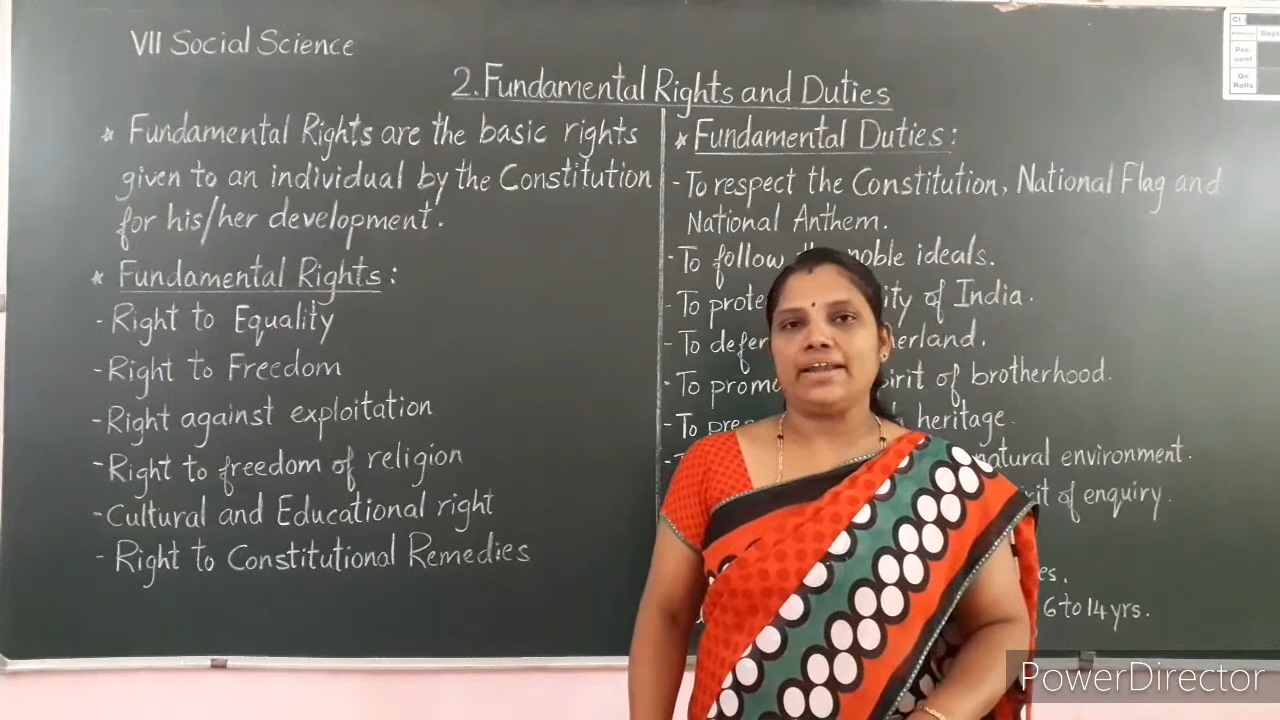 VII Social Science
2. Fundamental Rights and Duties
* Fundamental Rights are the basic rights
given to an individual by the Constitution
for his/her development.
* Fundamental Rights :
- Right to Equality
- Right to Freedom
- Right against exploitation
- Right to freedom of religion
- Cultural and Educational right
- Right to Constitutional Remedies
* Fundamental Duties :
- To respect the Constitution, National Flag and
National Anthem.
- To follow noble ideals.
- To of India.
- To
- To of brotherhood.
- To heritage.
- natural environment.
of enquiry.
6 to 14 yrs.
Pre-
sent
On
Rolls
PowerDirector